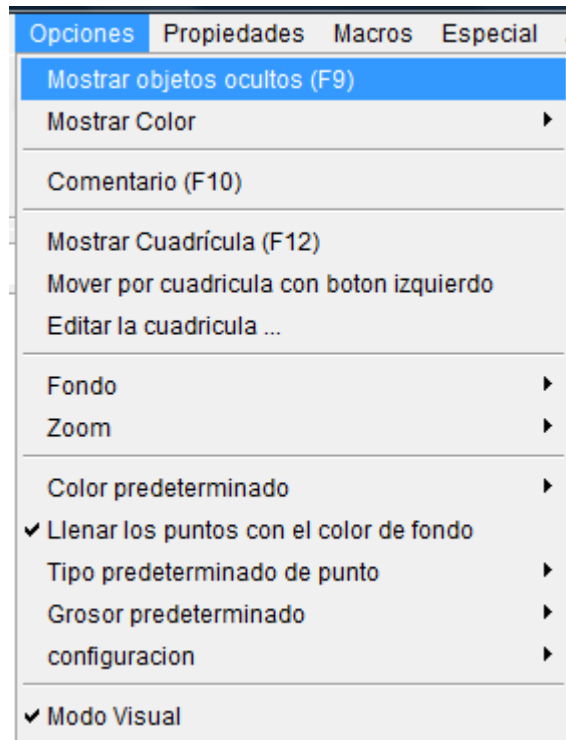 Opciones Propiedades Macros Especial
Mostrar objetos ocultos (F9)
Mostrar Color
Comentario (F10)
Mostrar Cuadrícula (F12)
Mover por cuadricula con boton izquierdo
Editar la cuadricula ...
Fondo
Zoom
Color predeterminado
Llenar los puntos con el color de fondo
Tipo predeterminado de punto
Grosor predeterminado
configuracion
Modo Visual